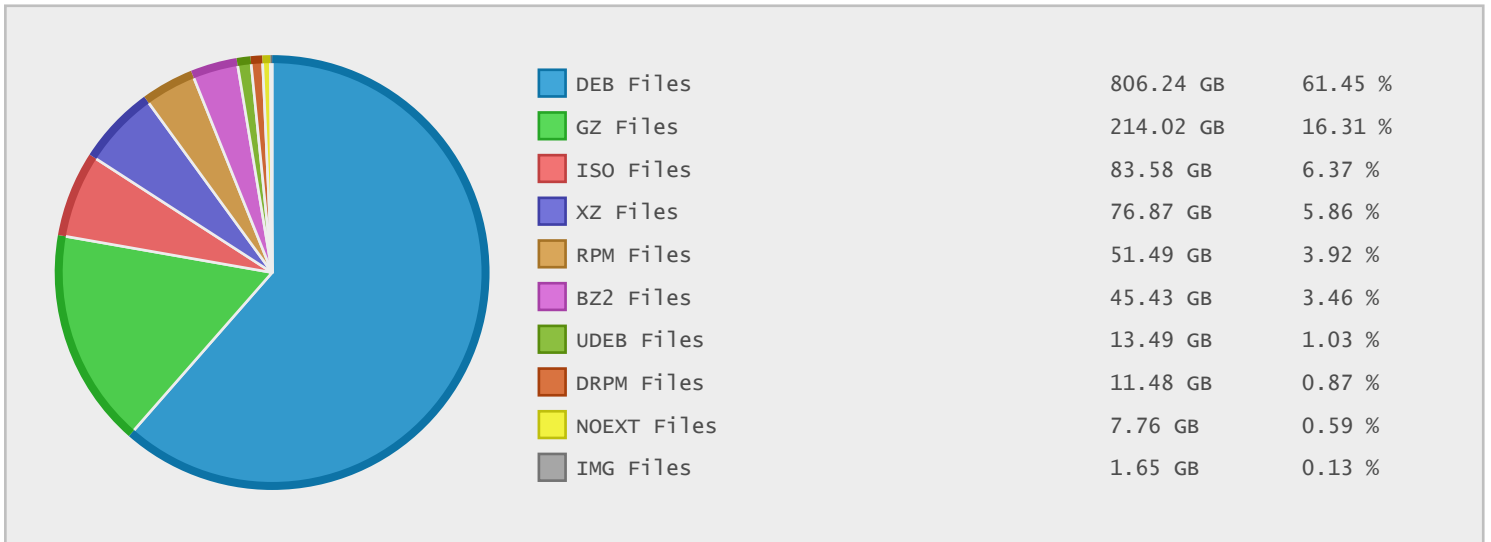 DEB Files 806.24 GB 61.45 %
GZ Files 214.02 GB 16.31 %
ISO Files 83.58 GB 6.37 %
XZ Files 76.87 GB 5.86 %
RPM Files 51.49 GB 3.92 %
BZ2 Files 45.43 GB 3.46 %
UDEB Files 13.49 GB 1.03 %
DRPM Files 11.48 GB 0.87 %
NOEXT Files 7.76 GB 0.59 %
IMG Files 1.65 GB 0.13 %